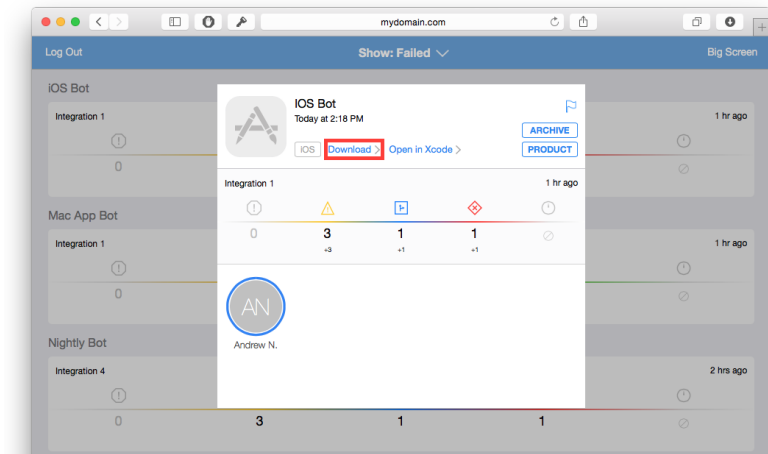 mydomain.com
Log Out
Show: Failed
Big Screen
iOS Bot
Integration 1
1 hr ago
0
IOS Bot
Today at 2:18 PM
iOS
Download
Open in Xcode
ARCHIVE
PRODUCT
Integration 1
1 hr ago
0
3
1
1
+3
+1
+1
AN
Andrew N.
Mac App Bot
Integration 1
1 hr ago
0
Nightly Bot
Integration 4
2 hrs ago
0
3
1
1